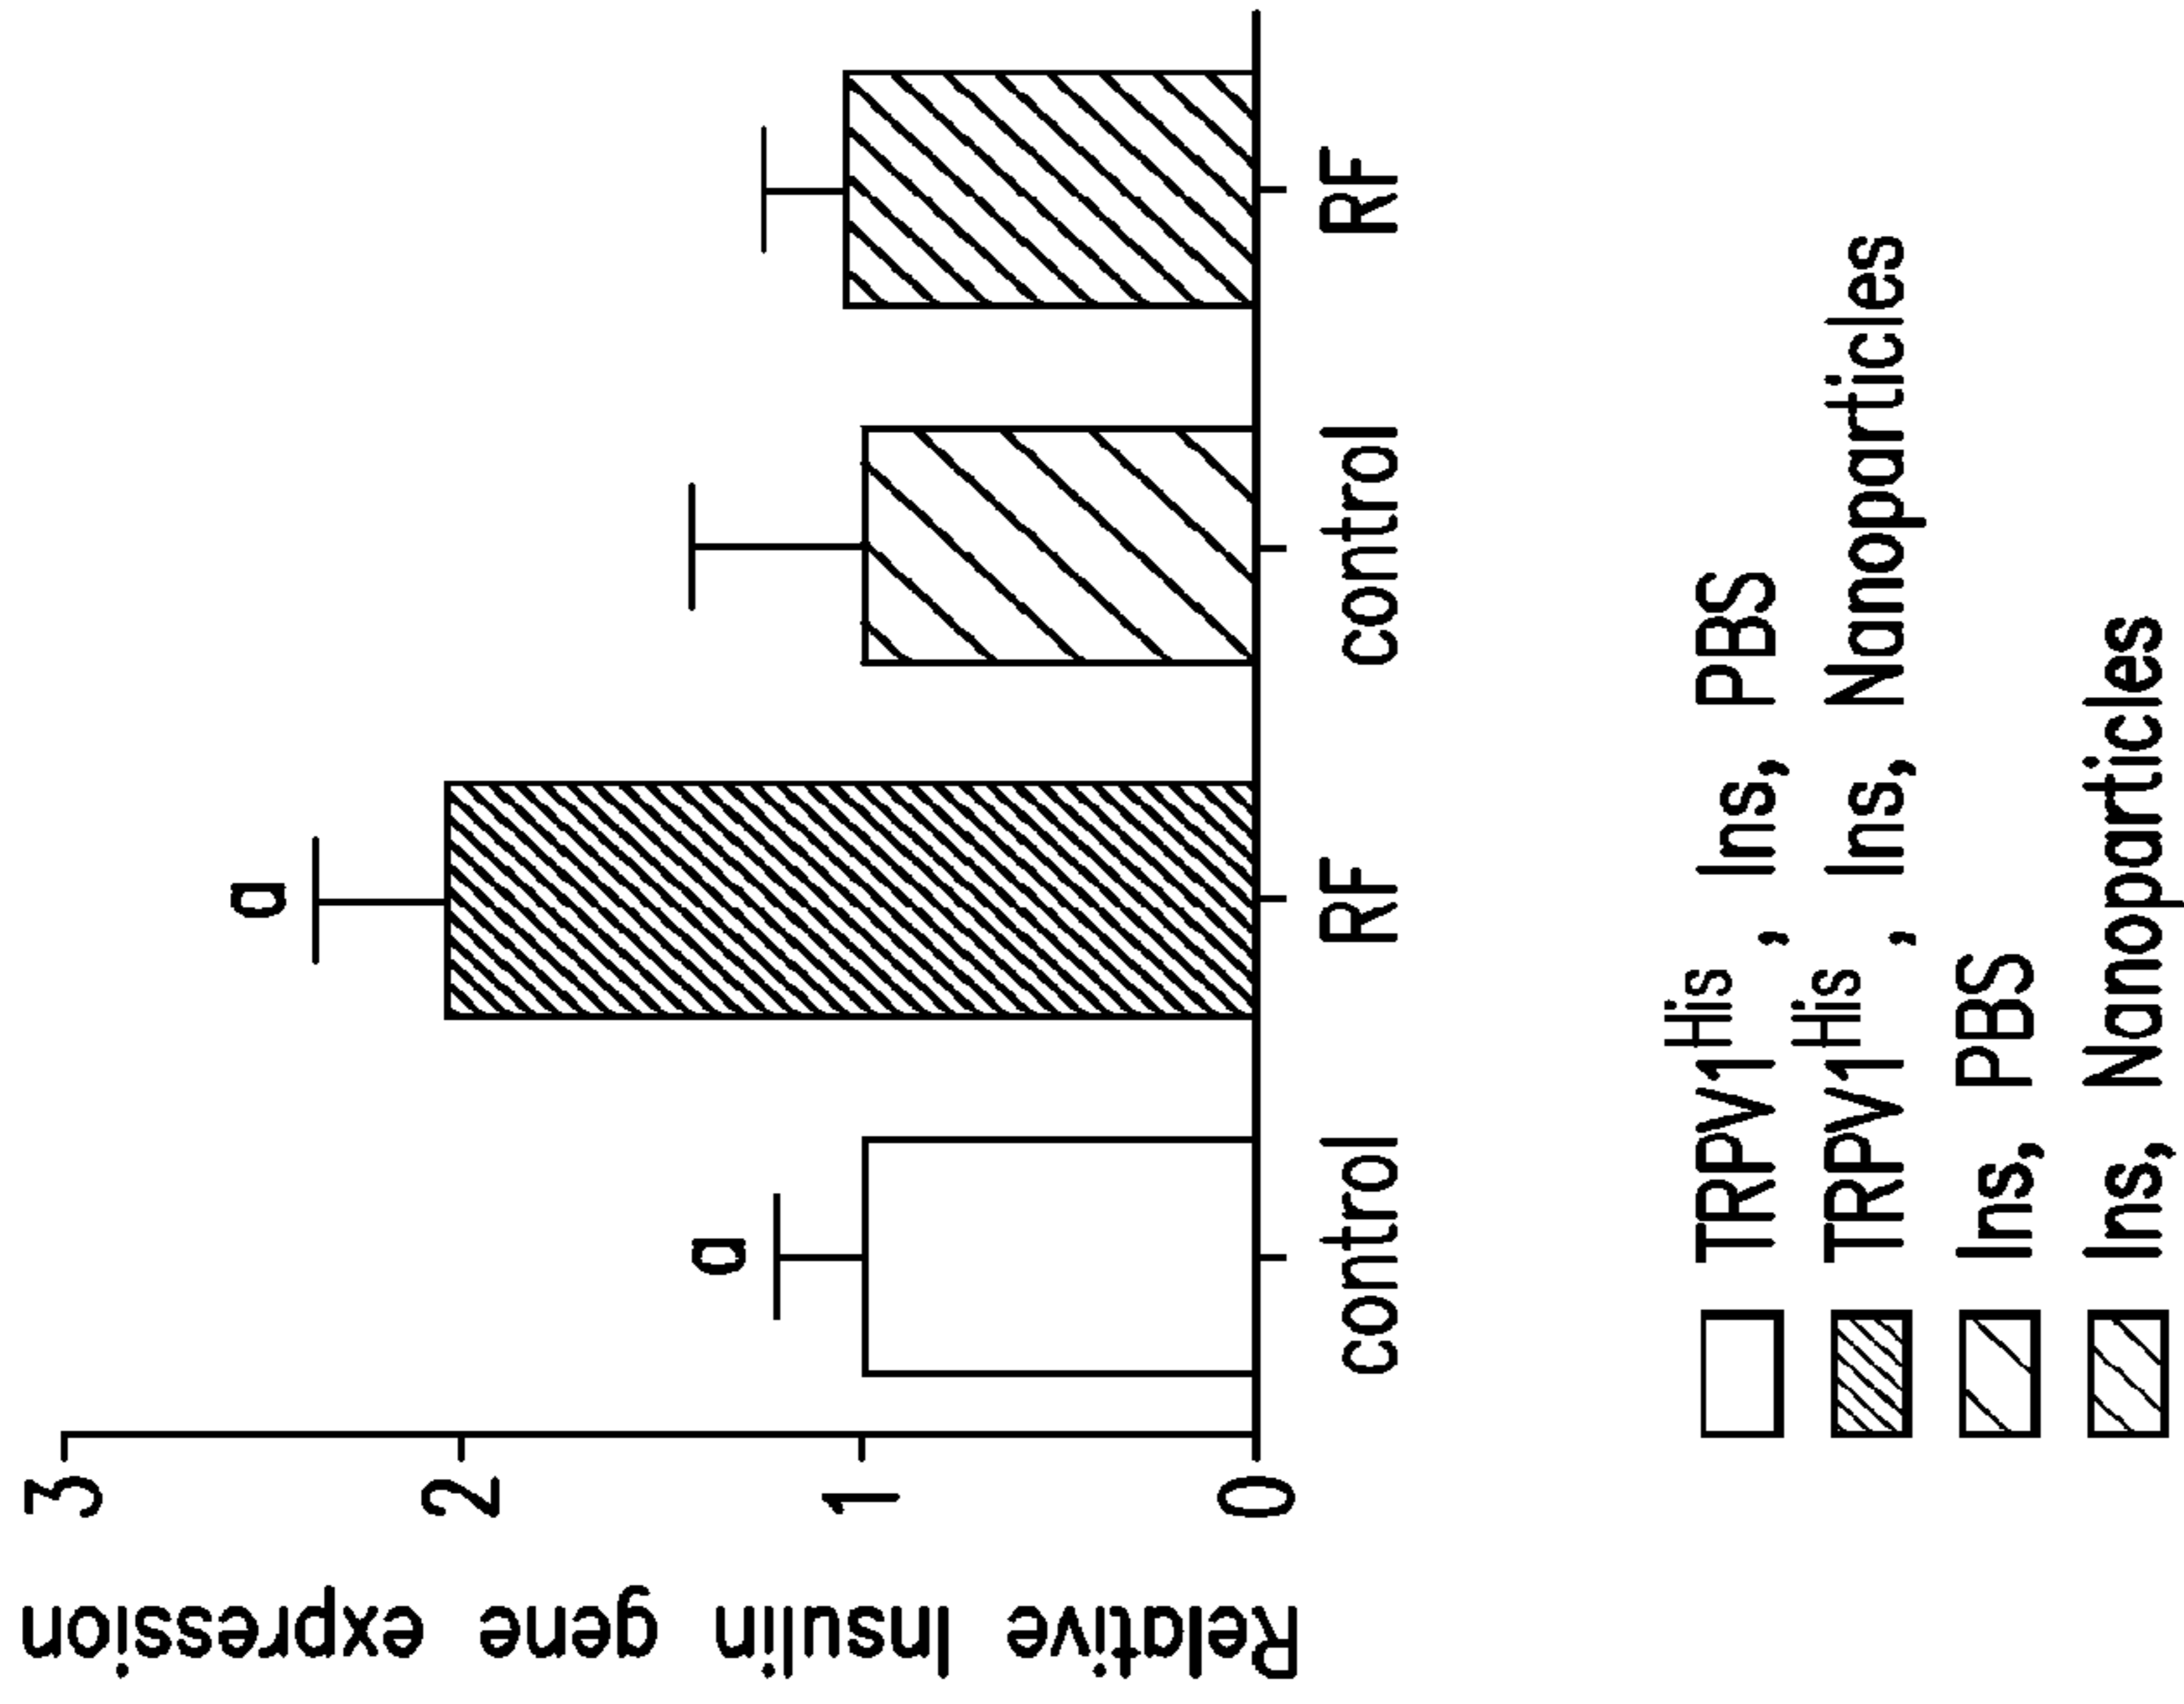 Relative Insulin gene expression
3
2
1
0
a
a
control
RF
control
RF
TRPV1His, Ins, PBS
TRPV1His, Ins, Nanoparticles
Ins, PBS
Ins, Nanoparticles